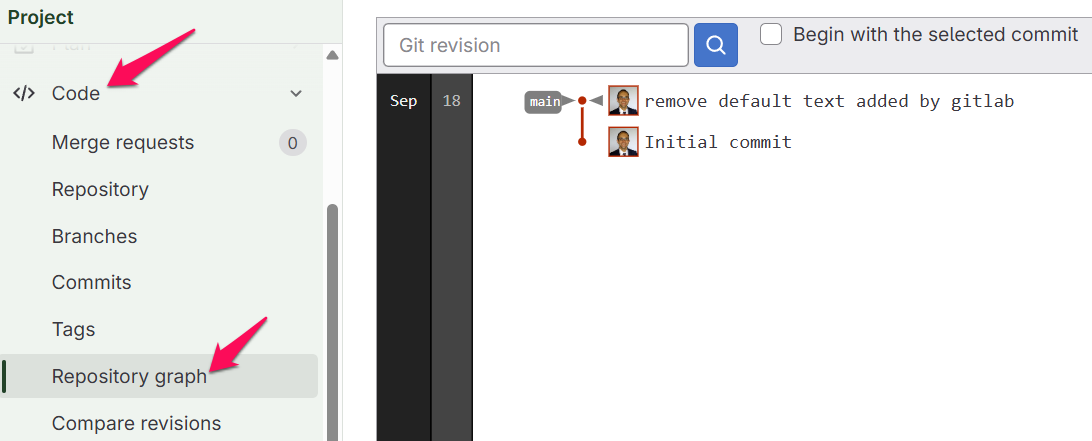 Project
Plan
Code
Merge requests 0
Repository
Branches
Commits
Tags
Repository graph
Compare revisions
Git revision
Begin with the selected commit
Sep 18 main remove default text added by gitlab
Initial commit